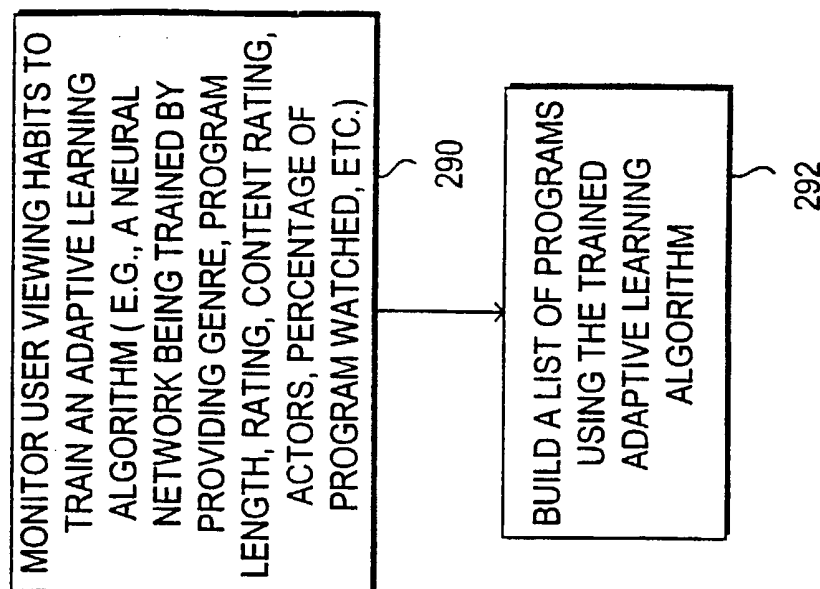 MONITOR USER VIEWING HABITS TO
TRAIN AN ADAPTIVE LEARNING
ALGORITHM ( E.G., A NEURAL
NETWORK BEING TRAINED BY
PROVIDING GENRE, PROGRAM
LENGTH, RATING, CONTENT RATING,
ACTORS, PERCENTAGE OF
PROGRAM WATCHED, ETC.)
290
BUILD A LIST OF PROGRAMS
USING THE TRAINED
ADAPTIVE LEARNING
ALGORITHM
292